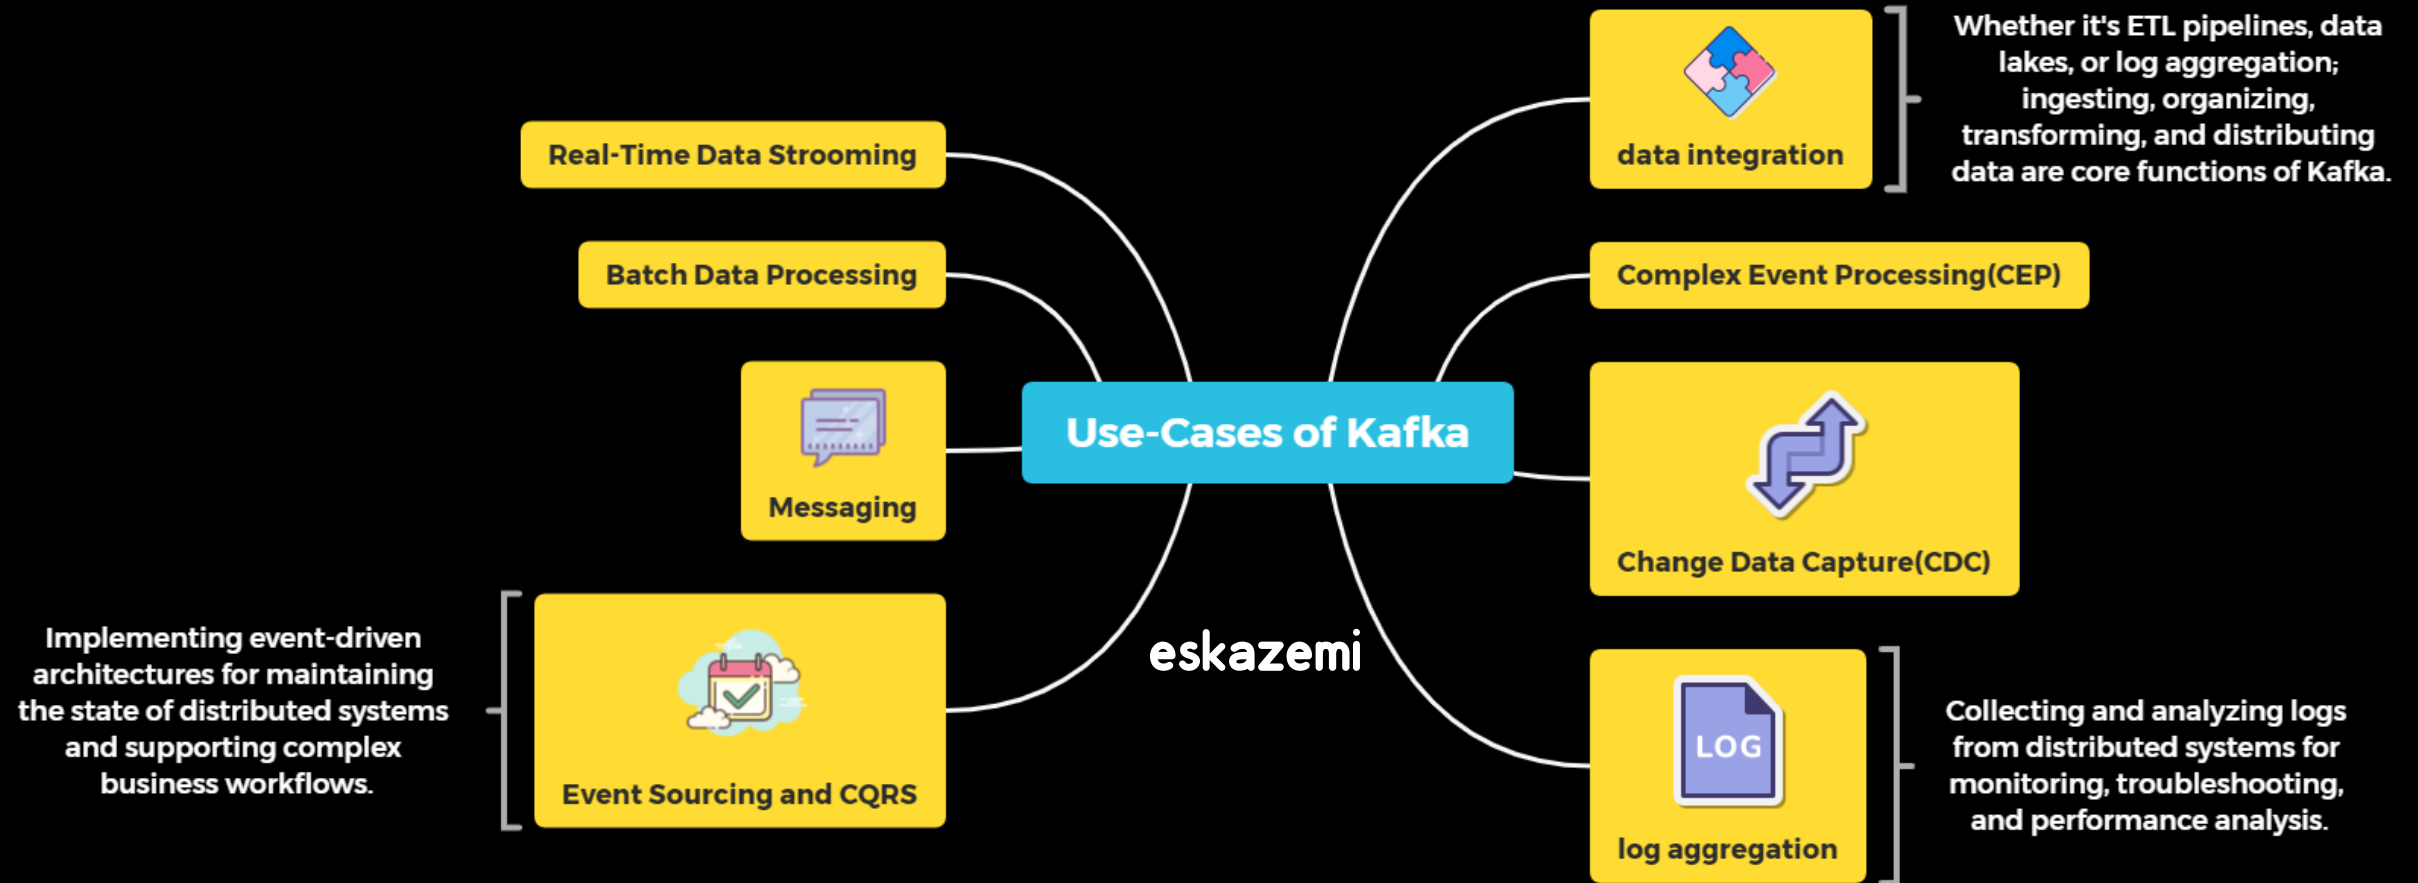 Use-Cases of Kafka
Real-Time Data Strooming
Batch Data Processing
Messaging
Event Sourcing and CQRS
Implementing event-driven
architectures for maintaining
the state of distributed systems
and supporting complex
business workflows.
data integration
Whether it's ETL pipelines, data
lakes, or log aggregation;
ingesting, organizing,
transforming, and distributing
data are core functions of Kafka.
Complex Event Processing(CEP)
Change Data Capture(CDC)
LOG
log aggregation
Collecting and analyzing logs
from distributed systems for
monitoring, troubleshooting,
and performance analysis.
eskazemi